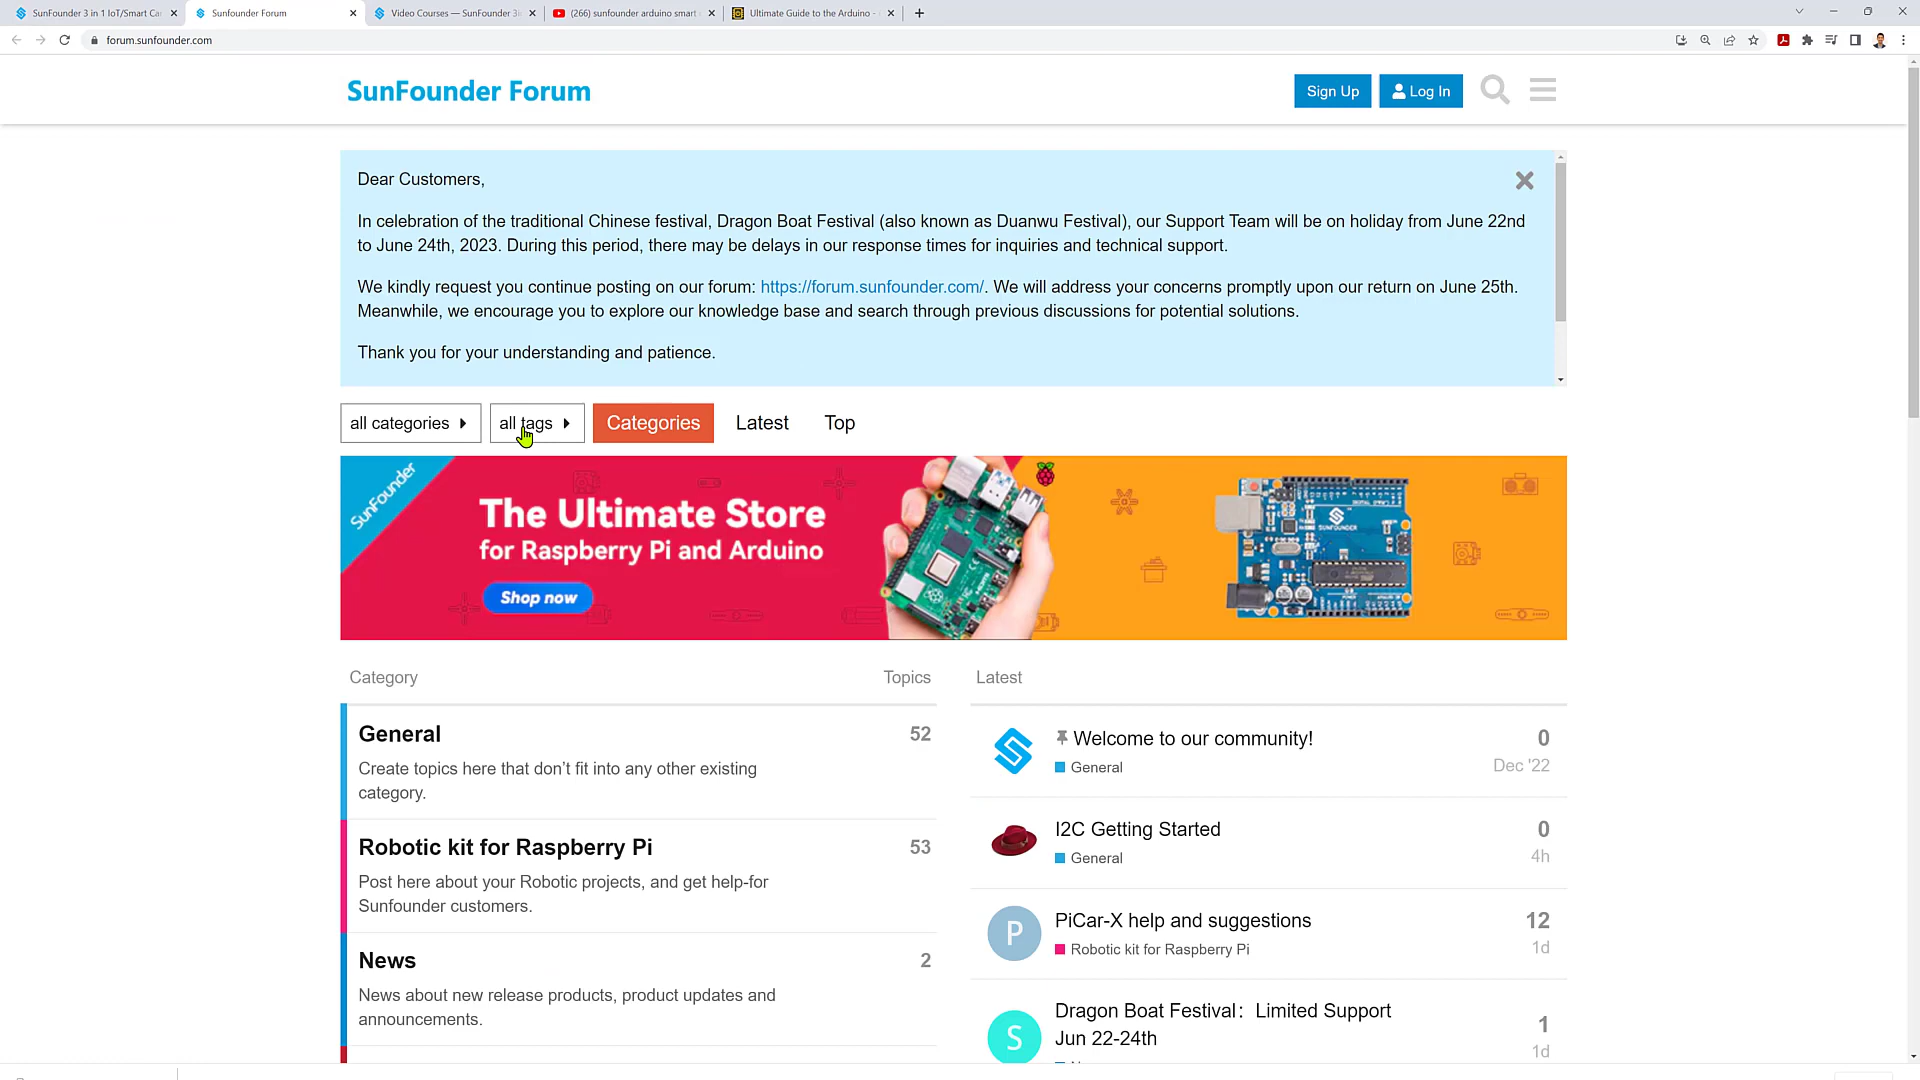 SunFounder 3 in 1 IoT/Smart Ca
Sunfounder Forum
Video Courses — SunFounder 3i
(266) sunfounder arduino smart
Ultimate Guide to the Arduino -
forum.sunfounder.com
SunFounder Forum
Sign Up
Log In
Dear Customers,
In celebration of the traditional Chinese festival, Dragon Boat Festival (also known as Duanwu Festival), our Support Team will be on holiday from June 22nd
to June 24th, 2023. During this period, there may be delays in our response times for inquiries and technical support.
We kindly request you continue posting on our forum: https://forum.sunfounder.com/. We will address your concerns promptly upon our return on June 25th.
Meanwhile, we encourage you to explore our knowledge base and search through previous discussions for potential solutions.
Thank you for your understanding and patience.
all categories
all tags
Categories
Latest
Top
SunFounder
The Ultimate Store
for Raspberry Pi and Arduino
Shop now
SUNFOUNDER
Category
Topics
General
52
Create topics here that don’t fit into any other existing
category.
Robotic kit for Raspberry Pi
53
Post here about your Robotic projects, and get help-for
Sunfounder customers.
News
2
News about new release products, product updates and
announcements.
Latest
Welcome to our community!
0
General
Dec '22
I2C Getting Started
0
General
4h
P
PiCar-X help and suggestions
12
Robotic kit for Raspberry Pi
1d
S
Dragon Boat Festival：Limited Support
Jun 22-24th
1
1d